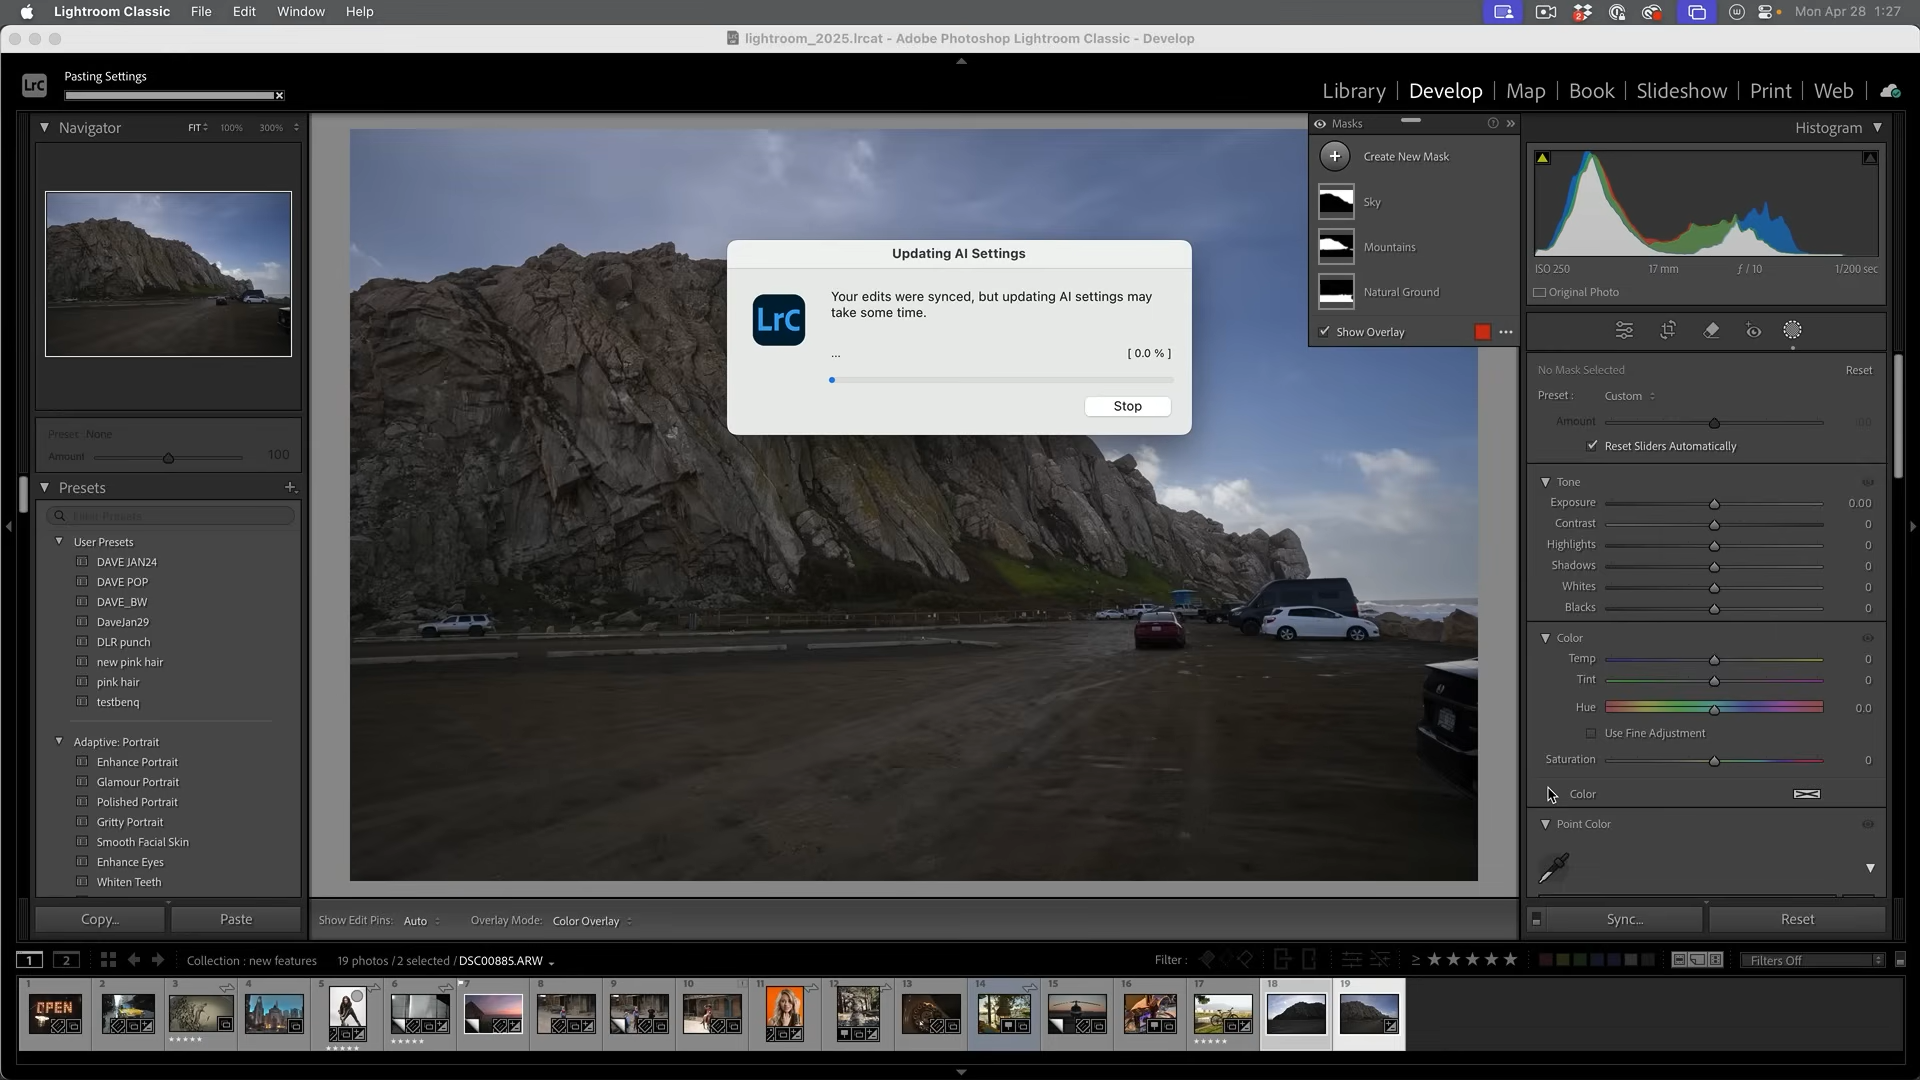 Lightroom Classic File Edit Window Help
Mon Apr 28 1:27
lightroom_2025.lrcat - Adobe Photoshop Lightroom Classic - Develop
LrC
Pasting Settings
Library | Develop | Map | Book | Slideshow | Print | Web
Navigator FIT 100% 300%
Masks
Create New Mask
Sky
Mountains
Natural Ground
Show Overlay
Histogram
ISO 250 17 mm ƒ / 10 1/200 sec
Original Photo
Updating AI Settings
LrC
Your edits were synced, but updating AI settings may
take some time.
... [ 0.0 % ]
Stop
No Mask Selected Reset
Preset : Custom
Amount 100
Reset Sliders Automatically
Tone
Exposure 0.00
Contrast 0
Highlights 0
Shadows 0
Whites 0
Blacks 0
Color
Temp 0
Tint 0
Hue 0.0
Use Fine Adjustment
Saturation 0
Color
Point Color
Sync... Reset
Preset : None
Amount 100
Presets
Filter Presets
User Presets
DAVE JAN24
DAVE POP
DAVE_BW
DaveJan29
DLR punch
new pink hair
pink hair
testbenq
Adaptive: Portrait
Enhance Portrait
Glamour Portrait
Polished Portrait
Gritty Portrait
Smooth Facial Skin
Enhance Eyes
Whiten Teeth
Copy... Paste
Show Edit Pins: Auto Overlay Mode: Color Overlay
1 2 Collection : new features 19 photos / 2 selected / DSC00885.ARW
Filter : ≥ ★ ★ ★ ★ ★ Filters Off
1 2 3 4 5 6 7 8 9 10 11 12 13 14 15 16 17 18 19
OPEN